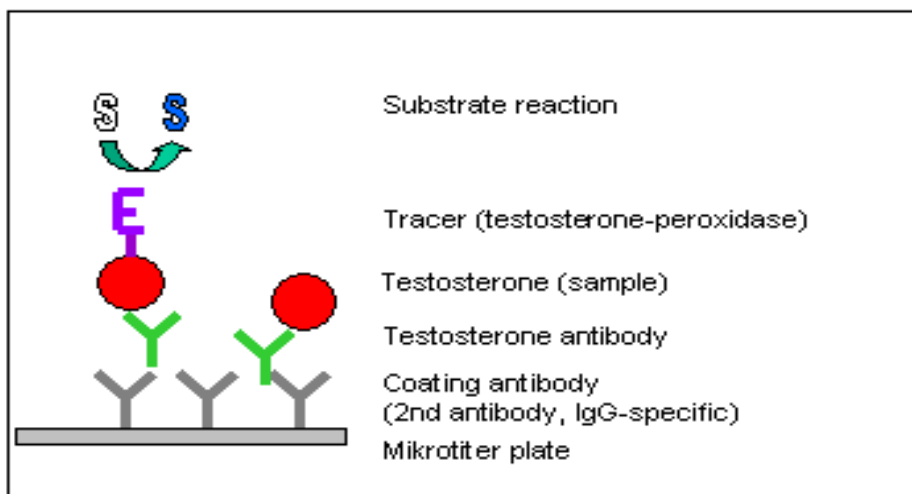 S S
Substrate reaction
E
Tracer (testosterone-peroxidase)
Testosterone (sample)
Testosterone antibody
Coating antibody
(2nd antibody, IgG-specific)
Mikrotiter plate